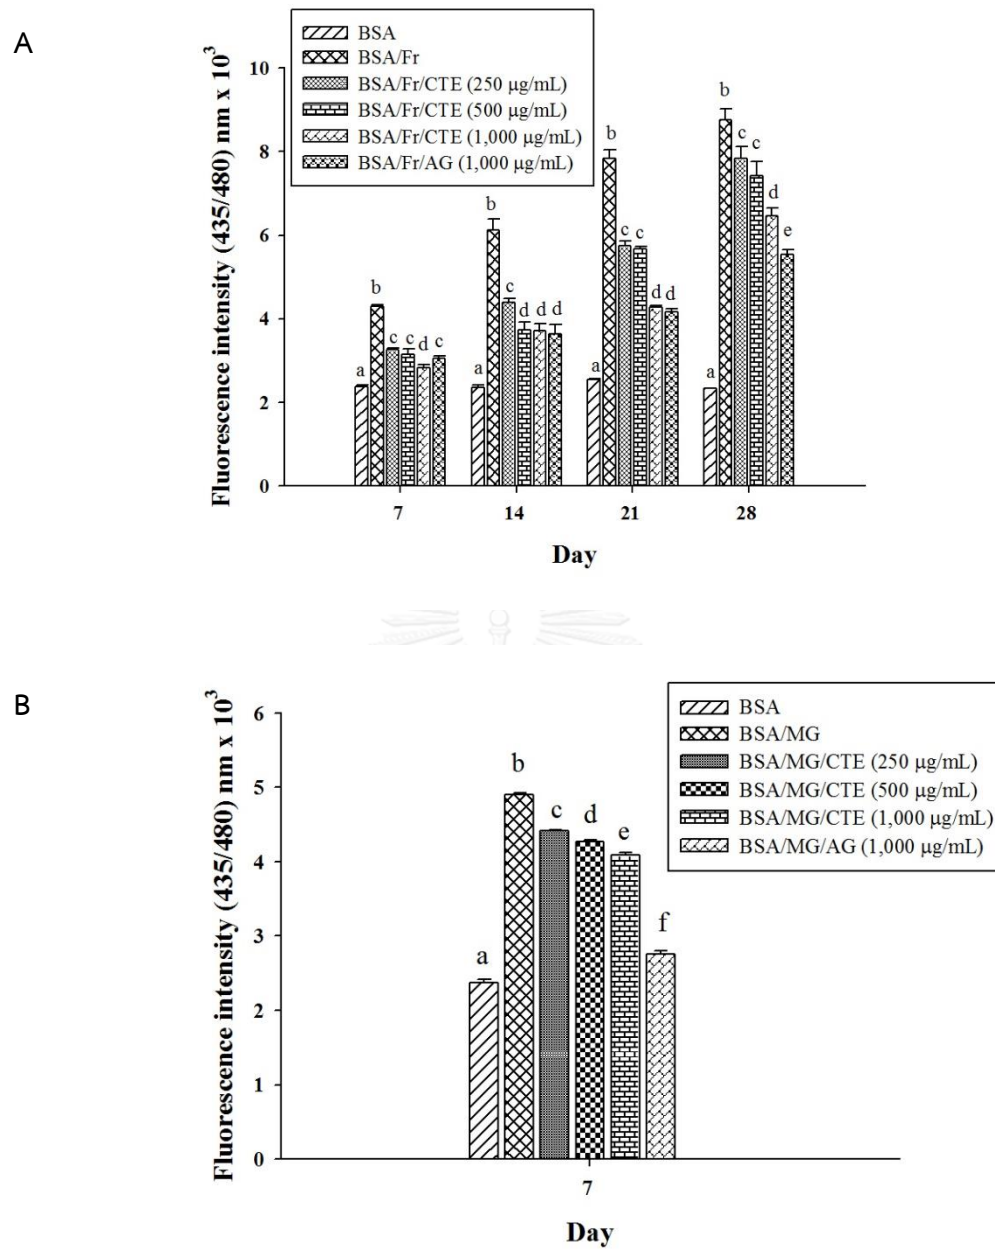 A
BSA
BSA/Fr
BSA/Fr/CTE (250 µg/mL)
BSA/Fr/CTE (500 µg/mL)
BSA/Fr/CTE (1,000 µg/mL)
BSA/Fr/AG (1,000 µg/mL)
Fluorescence intensity (435/480) nm x 10³
10
8
6
4
2
0
a b c c d c
a b c d d d
a b c c d d
a b c c d e
7 14 21 28
Day
B
BSA
BSA/MG
BSA/MG/CTE (250 µg/mL)
BSA/MG/CTE (500 µg/mL)
BSA/MG/CTE (1,000 µg/mL)
BSA/MG/AG (1,000 µg/mL)
Fluorescence intensity (435/480) nm x 10³
6
5
4
3
2
1
0
a b c d e f
7
Day